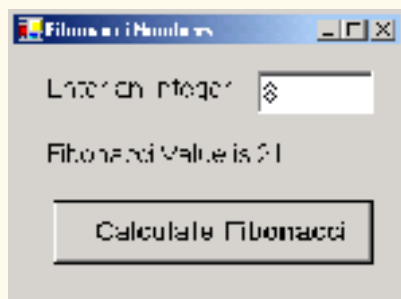 Fibonacci Numbers
Enter an Integer 8
Fibonacci Value is 21
Calculate Fibonacci